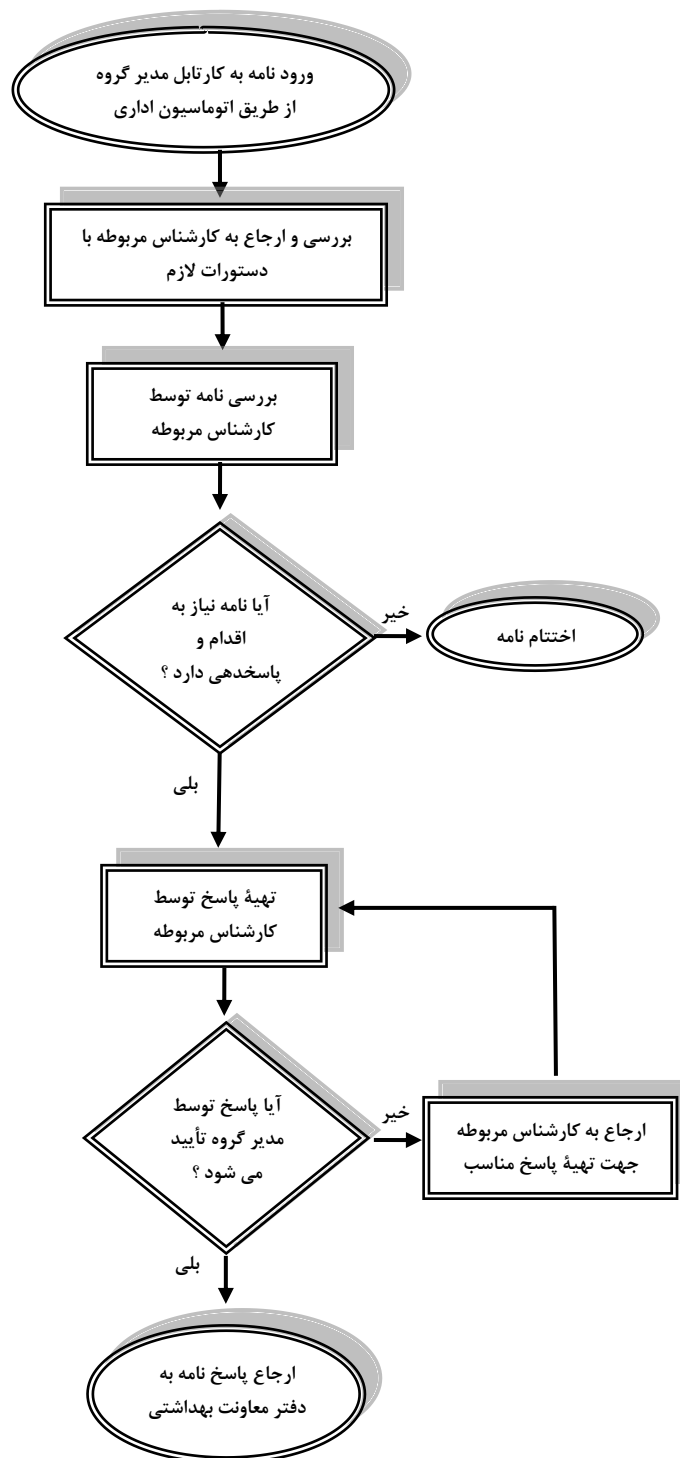 ورود نامه به کارتابل مدیر گروه
از طریق اتوماسیون اداری
بررسی و ارجاع به کارشناس مربوطه با
دستورات لازم
بررسی نامه توسط
کارشناس مربوطه
آیا نامه نیاز به
اقدام و
پاسخدهی دارد ؟
خیر
اختتام نامه
بلی
تهیۀ پاسخ توسط
کارشناس مربوطه
آیا پاسخ توسط
مدیر گروه تأیید
می شود ؟
خیر
ارجاع به کارشناس مربوطه
جهت تهیۀ پاسخ مناسب
بلی
ارجاع پاسخ نامه به
دفتر معاونت بهداشتی